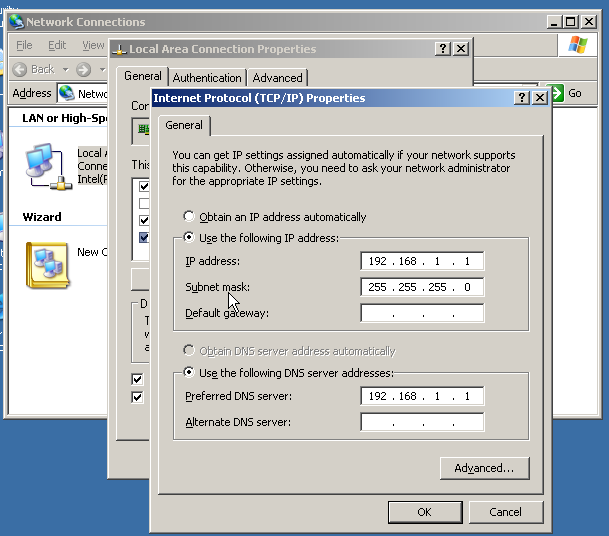 Network Connections
File Edit View
Back
Address Netwo Go
LAN or High-Spe
Local A
Conne
Intel(P
Wizard
New C
Local Area Connection Properties
General Authentication Advanced
Con
This
D
Internet Protocol (TCP/IP) Properties
General
You can get IP settings assigned automatically if your network supports
this capability. Otherwise, you need to ask your network administrator
for the appropriate IP settings.
Obtain an IP address automatically
Use the following IP address:
IP address: 192 . 168 . 1 . 1
Subnet mask: 255 . 255 . 255 . 0
Default gateway: . . .
Obtain DNS server address automatically
Use the following DNS server addresses:
Preferred DNS server: 192 . 168 . 1 . 1
Alternate DNS server: . . .
Advanced...
OK Cancel